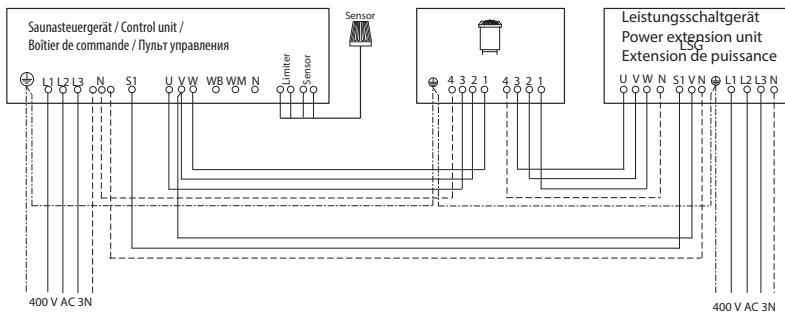 Saunasteuergerät / Control unit /
Boîtier de commande / Пульт управления
Sensor
Leistungsschaltgerät
Power extension unit
LSG
Extension de puissance
L1 L2 L3 N S1 U V W WB WM N Limiter Sensor
4 3 2 1 4 3 2 1
U V W N S1 V N L1 L2 L3 N
400 V AC 3N
400 V AC 3N